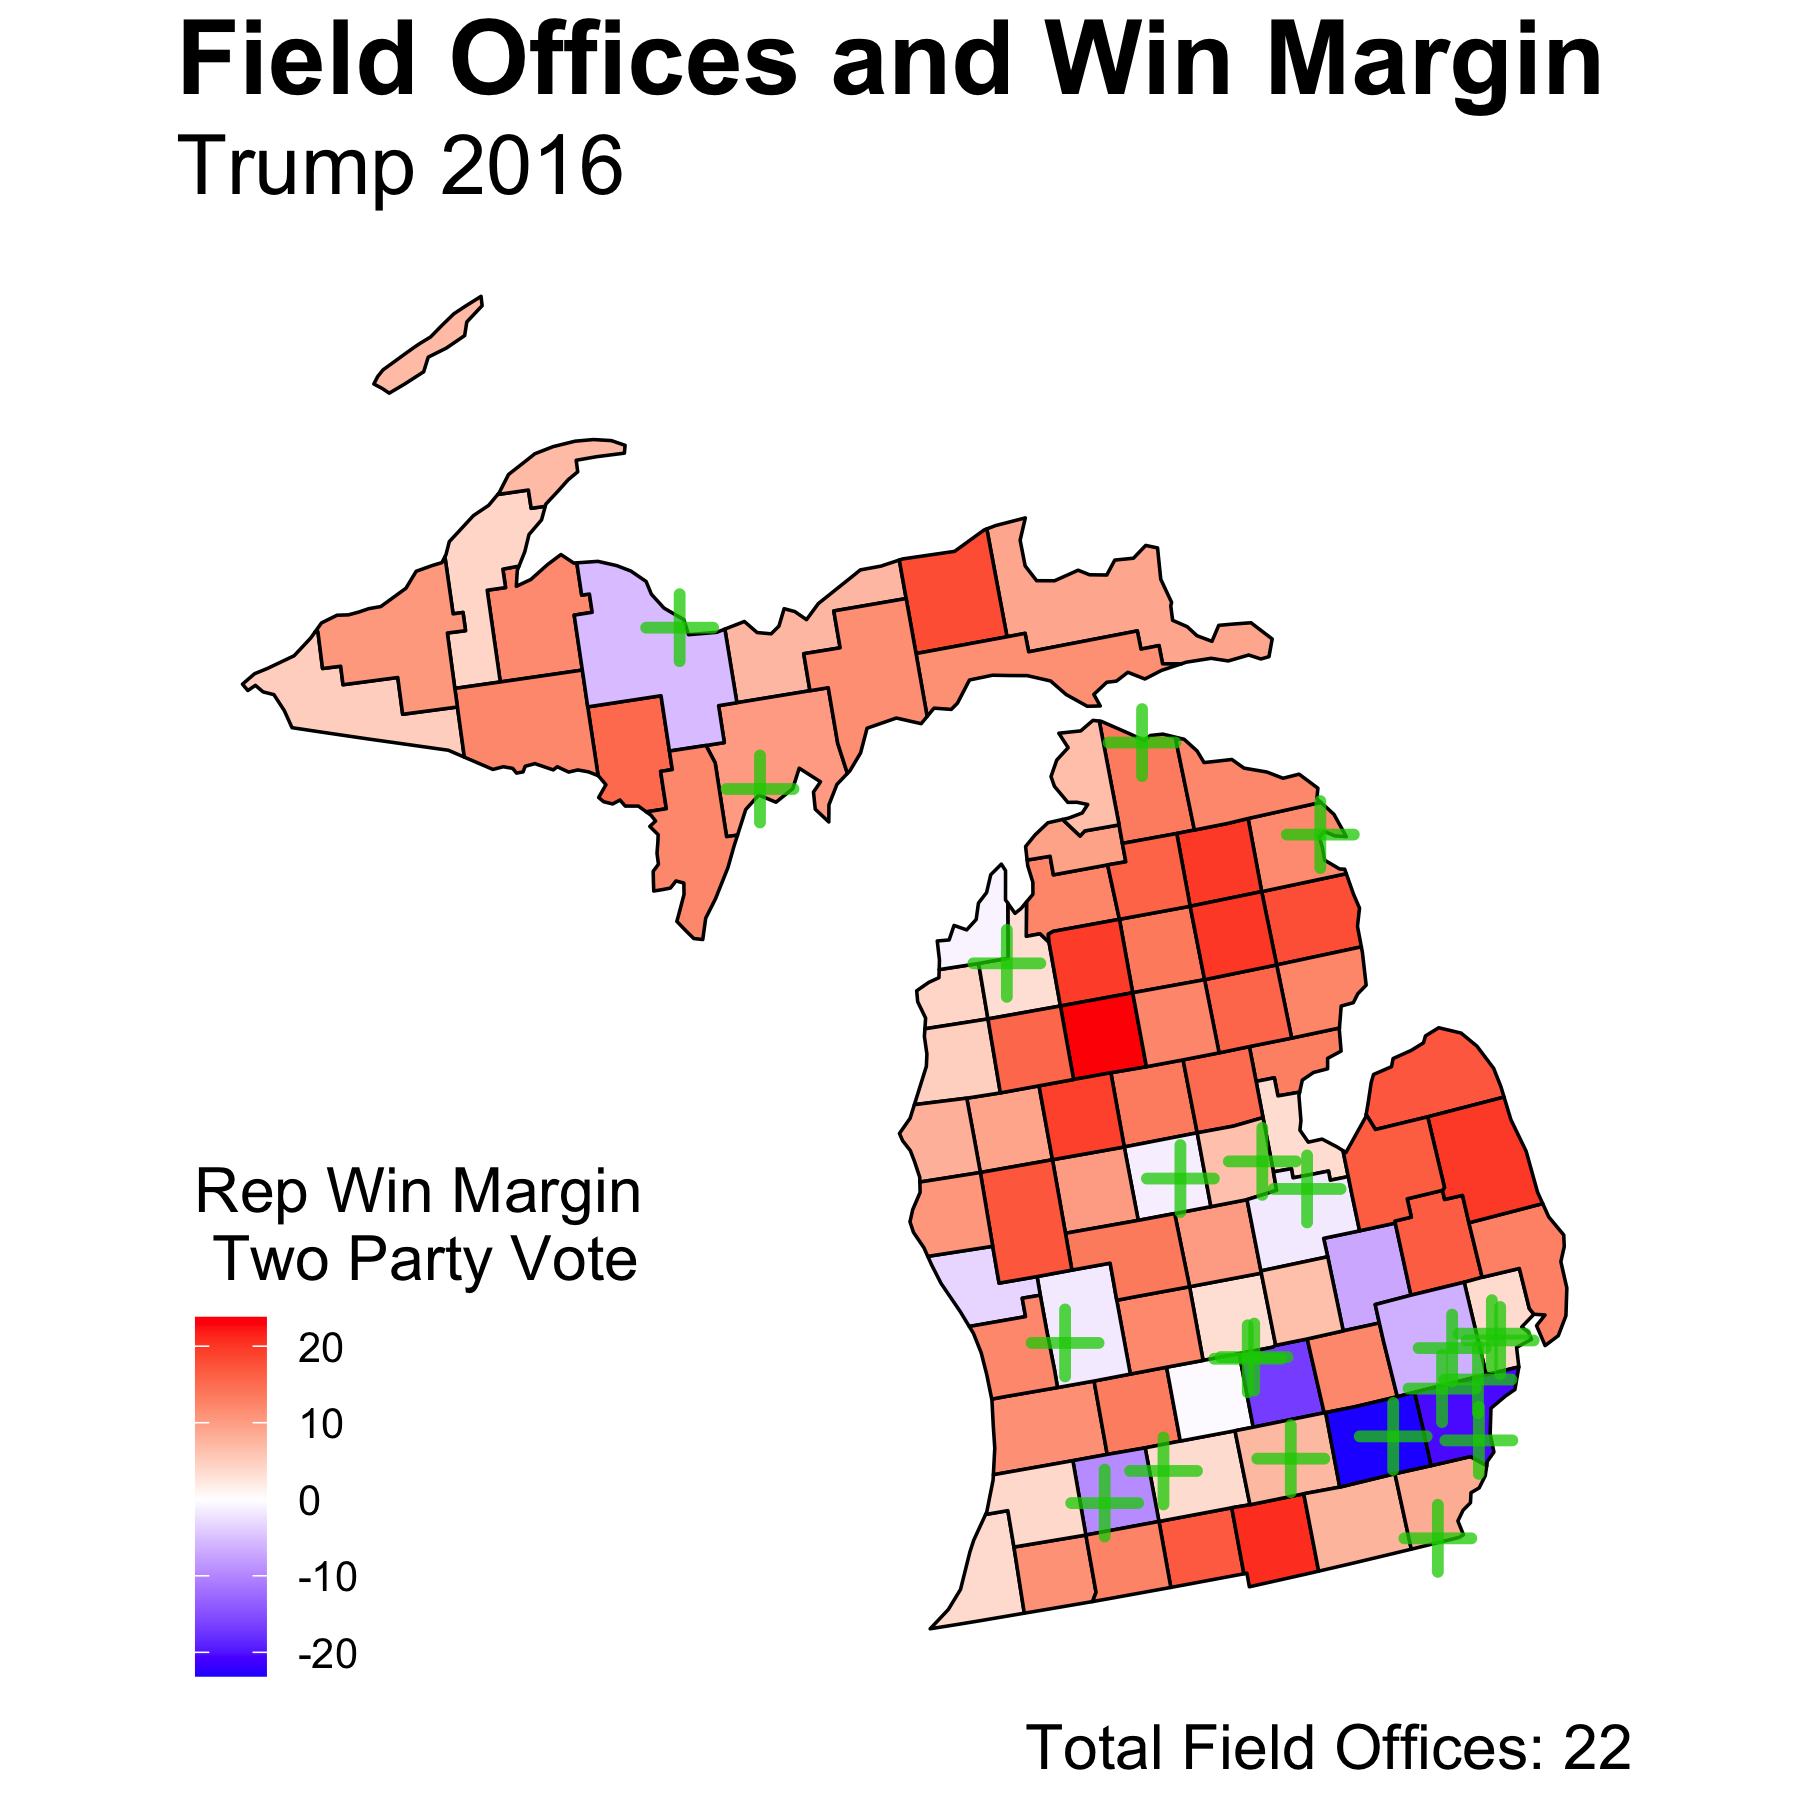 Field Offices and Win Margin
Trump 2016
Rep Win Margin
Two Party Vote
20
10
0
-10
-20
Total Field Offices: 22